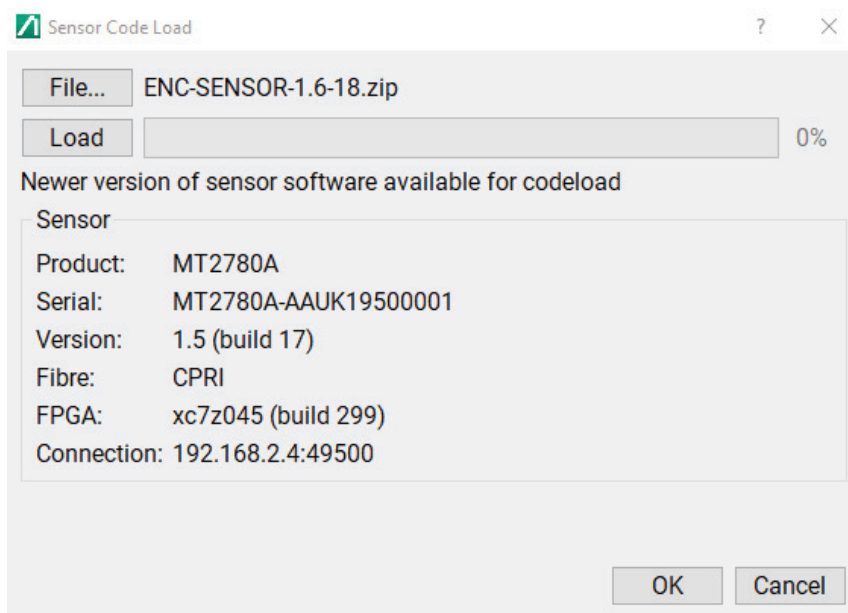 Sensor Code Load
File... ENC-SENSOR-1.6-18.zip
Load 0%
Newer version of sensor software available for codeload
Sensor
Product: MT2780A
Serial: MT2780A-AAUK19500001
Version: 1.5 (build 17)
Fibre: CPRI
FPGA: xc7z045 (build 299)
Connection: 192.168.2.4:49500
OK Cancel